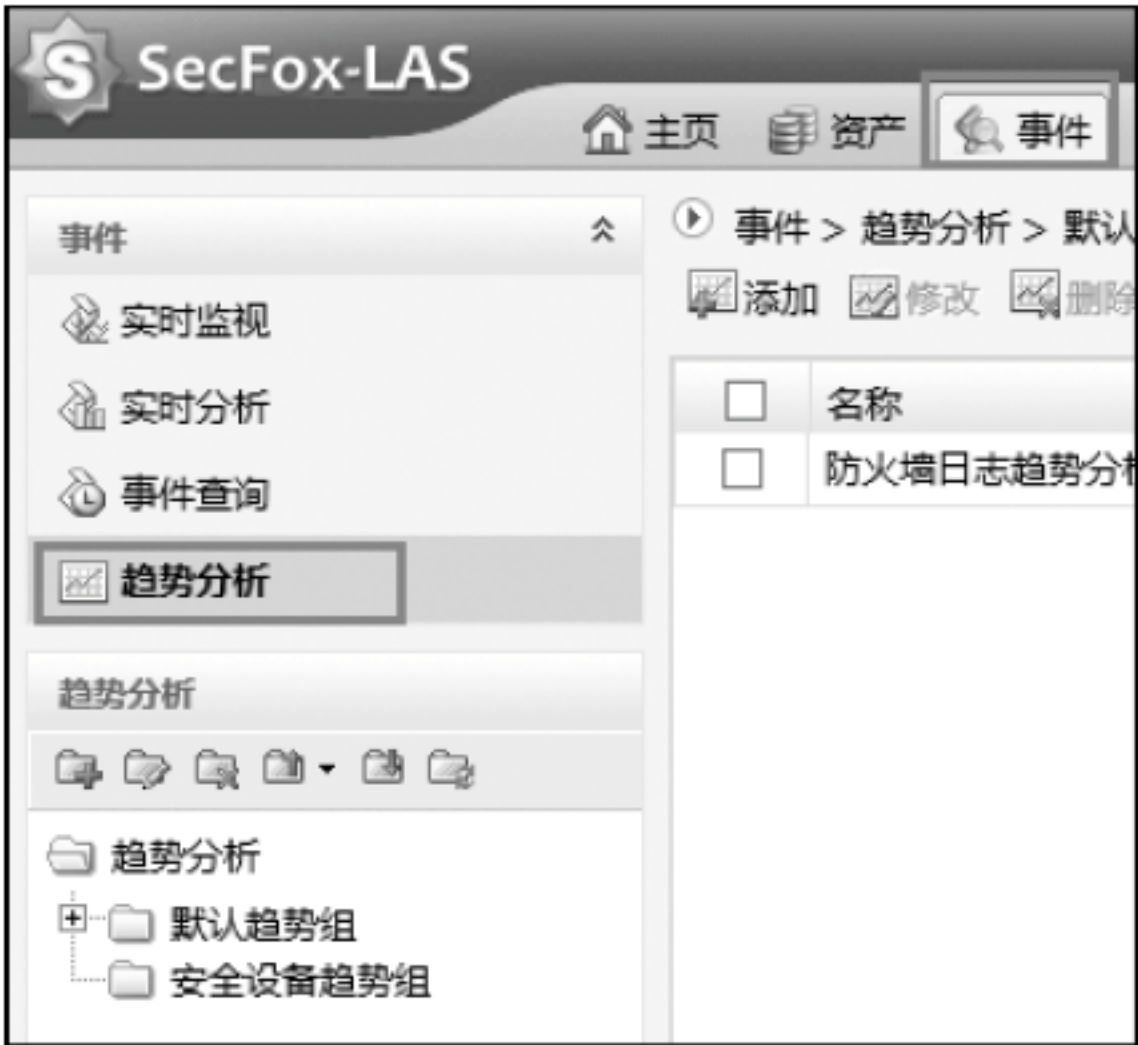 SecFox-LAS
主页 资产 事件
事件
实时监视
实时分析
事件查询
趋势分析
趋势分析
趋势分析
默认趋势组
安全设备趋势组
事件 > 趋势分析 > 默认
添加 修改 删除
名称
防火墙日志趋势分析